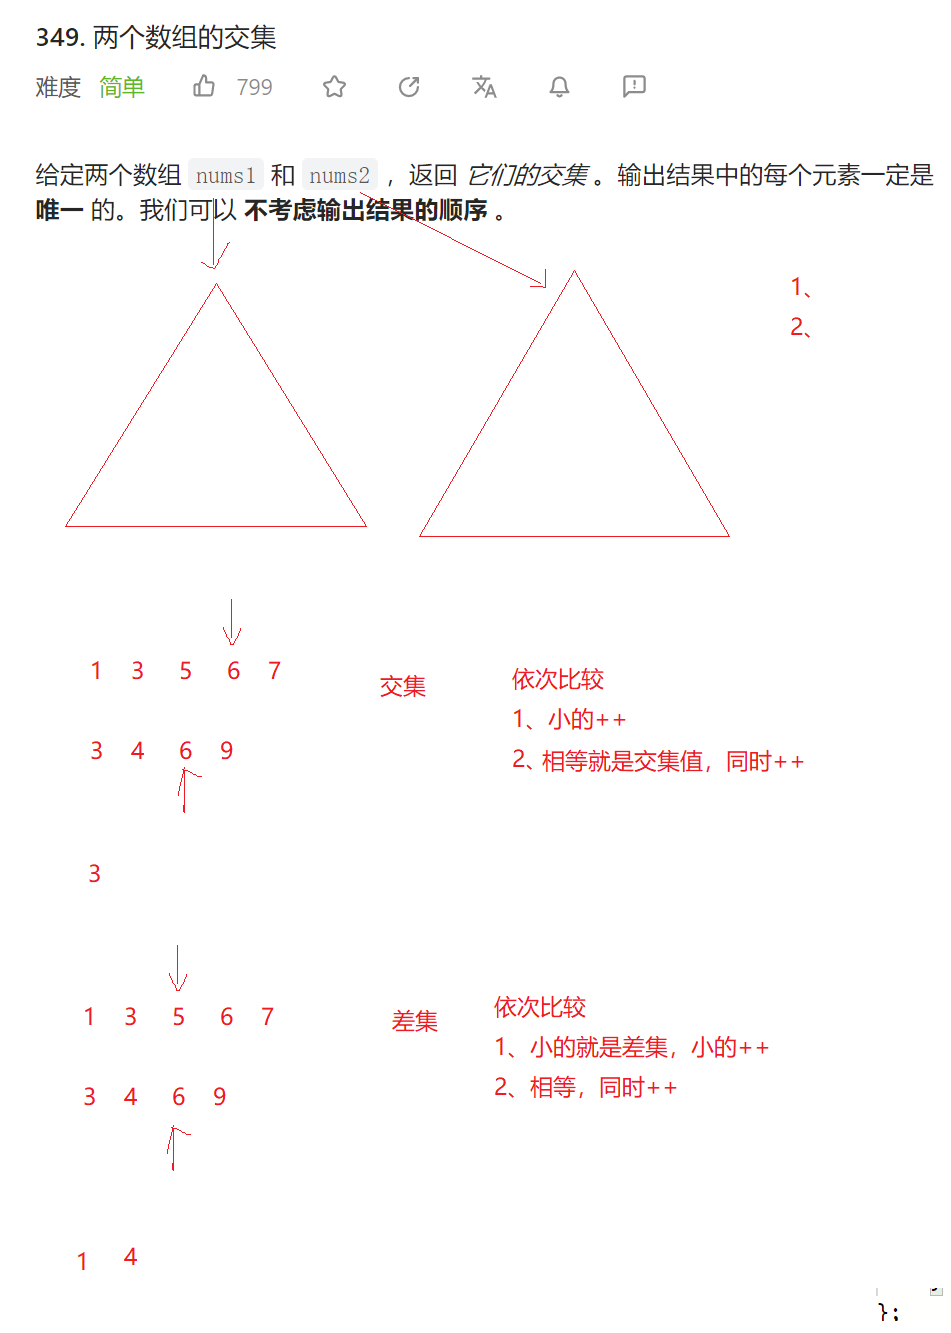 349. 两个数组的交集
难度 简单 799
给定两个数组 nums1 和 nums2 ，返回 它们的交集 。输出结果中的每个元素一定是
唯一 的。我们可以 不考虑输出结果的顺序 。
1、
2、
1 3 5 6 7
交集
依次比较
1、小的++
2、相等就是交集值，同时++
3 4 6 9
3
1 3 5 6 7
差集
依次比较
1、小的就是差集，小的++
2、相等，同时++
3 4 6 9
1 4
};